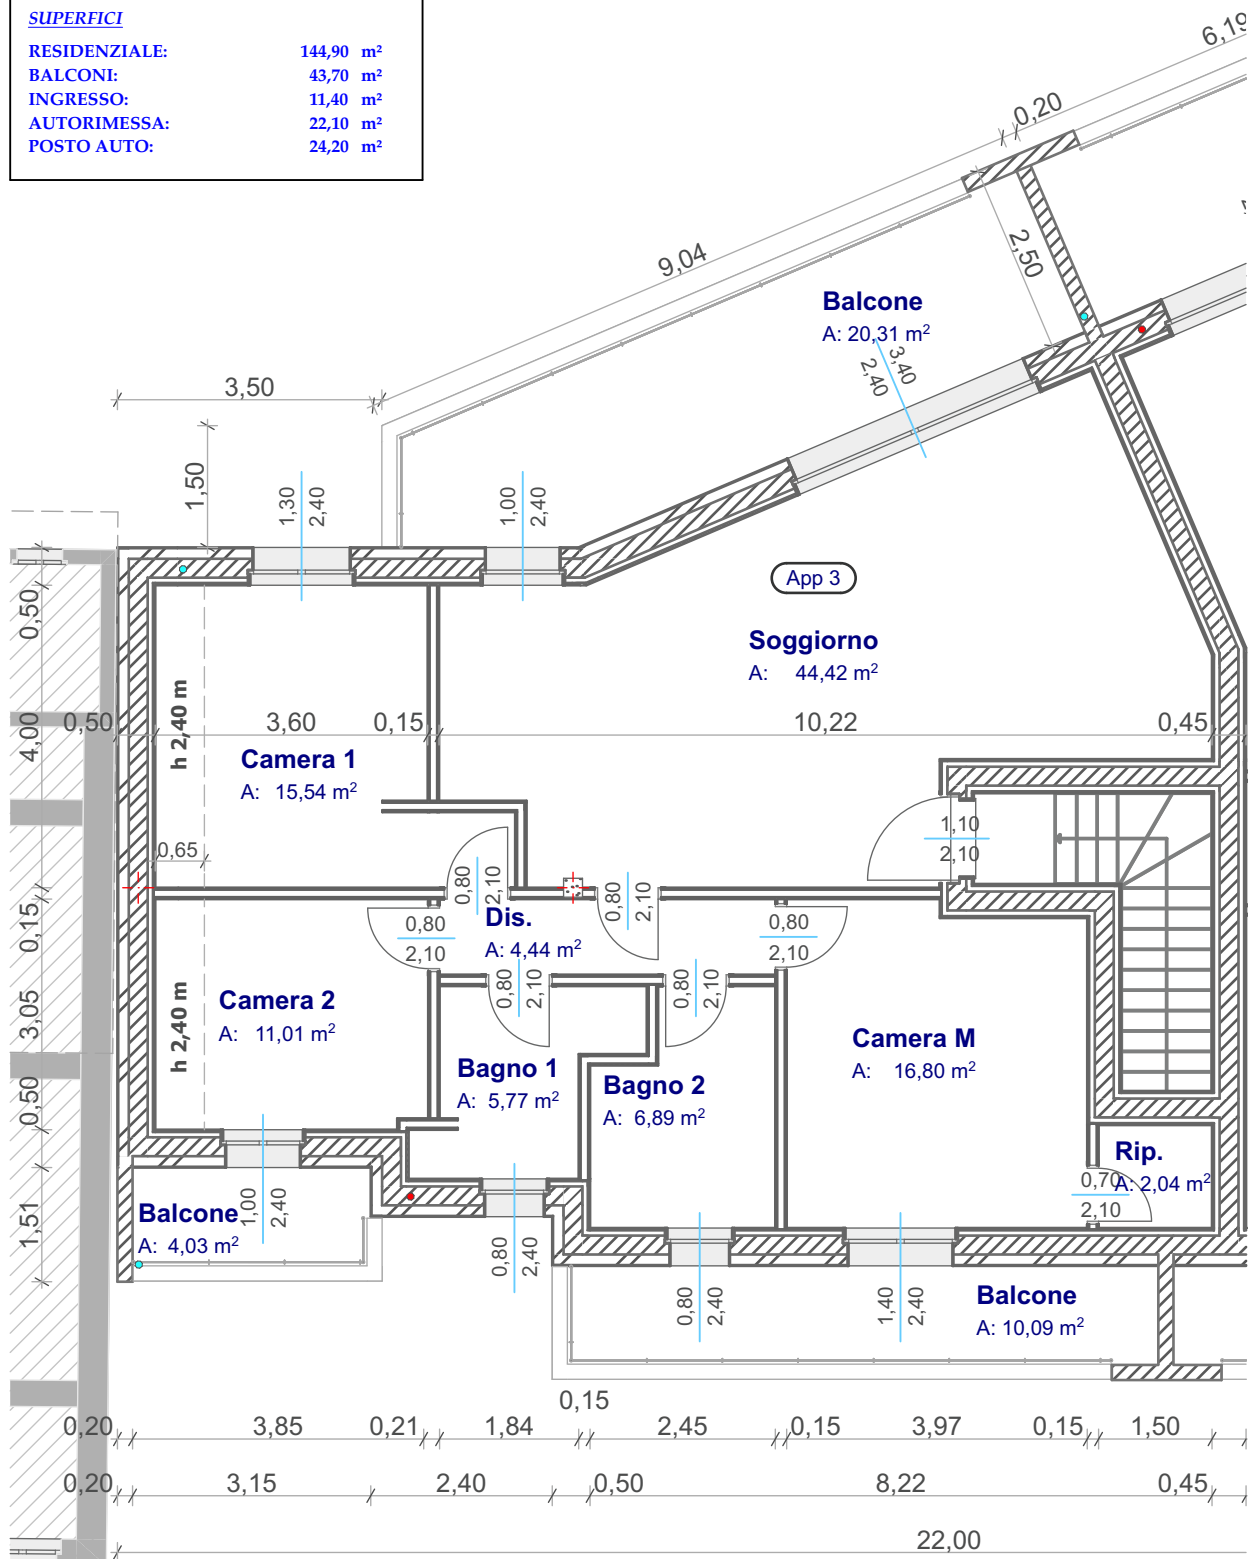 SUPERFICI
RESIDENZIALE: 144,90 m²
BALCONI: 43,70 m²
INGRESSO: 11,40 m²
AUTORIMESSA: 22,10 m²
POSTO AUTO: 24,20 m²
6,19
0,20
9,04
2,50
Balcone
A: 20,31 m²
3,40
2,40
3,50
1,50
1,30
2,40
1,00
2,40
App 3
Soggiorno
A: 44,42 m²
0,50
4,00
0,50
3,60
0,15
10,22
0,45
h 2,40 m
Camera 1
A: 15,54 m²
0,65
1,10
2,10
0,80
2,10
0,80
2,10
0,15
Dis.
A: 4,44 m²
0,80
2,10
0,80
2,10
0,80
2,10
0,80
2,10
3,05
h 2,40 m
Camera 2
A: 11,01 m²
Camera M
A: 16,80 m²
Bagno 1
A: 5,77 m²
Bagno 2
A: 6,89 m²
0,50
Rip.
A: 2,04 m²
0,70
2,10
1,51
Balcone
A: 4,03 m²
1,00
2,40
0,80
2,40
0,80
2,40
1,40
2,40
Balcone
A: 10,09 m²
0,15
0,20
3,85
0,21
1,84
2,45
0,15
3,97
0,15
1,50
0,20
3,15
2,40
0,50
8,22
0,45
22,00